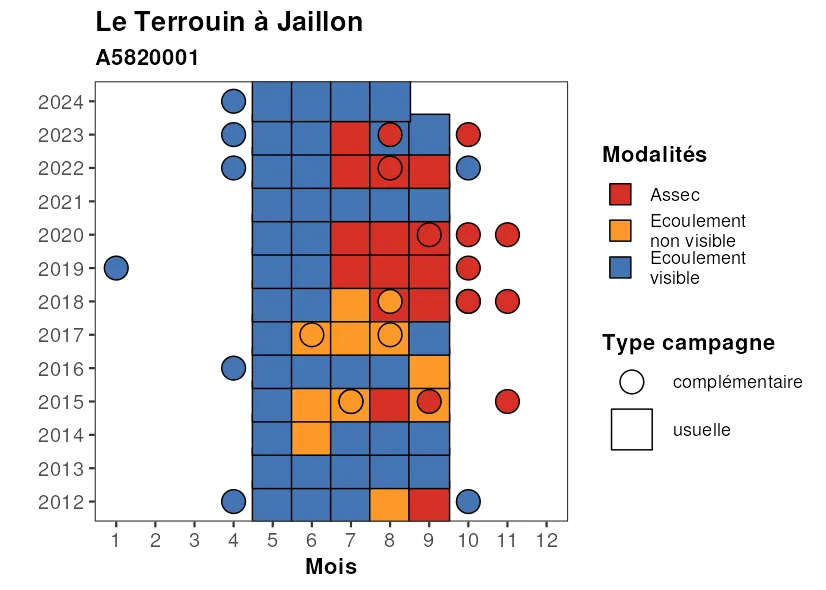 Le Terrouin à Jaillon
A5820001
2024
2023
2022
2021
2020
2019
2018
2017
2016
2015
2014
2013
2012
1 2 3 4 5 6 7 8 9 10 11 12
Mois
Modalités
Assec
Ecoulement
non visible
Ecoulement
visible
Type campagne
complémentaire
usuelle